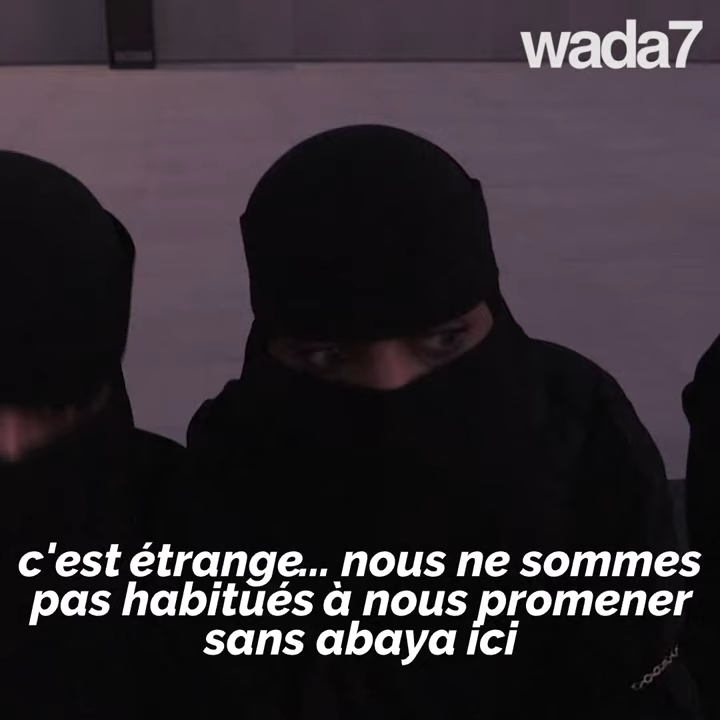 wada7
c'est étrange... nous ne sommes
pas habitués à nous promener
sans abaya ici